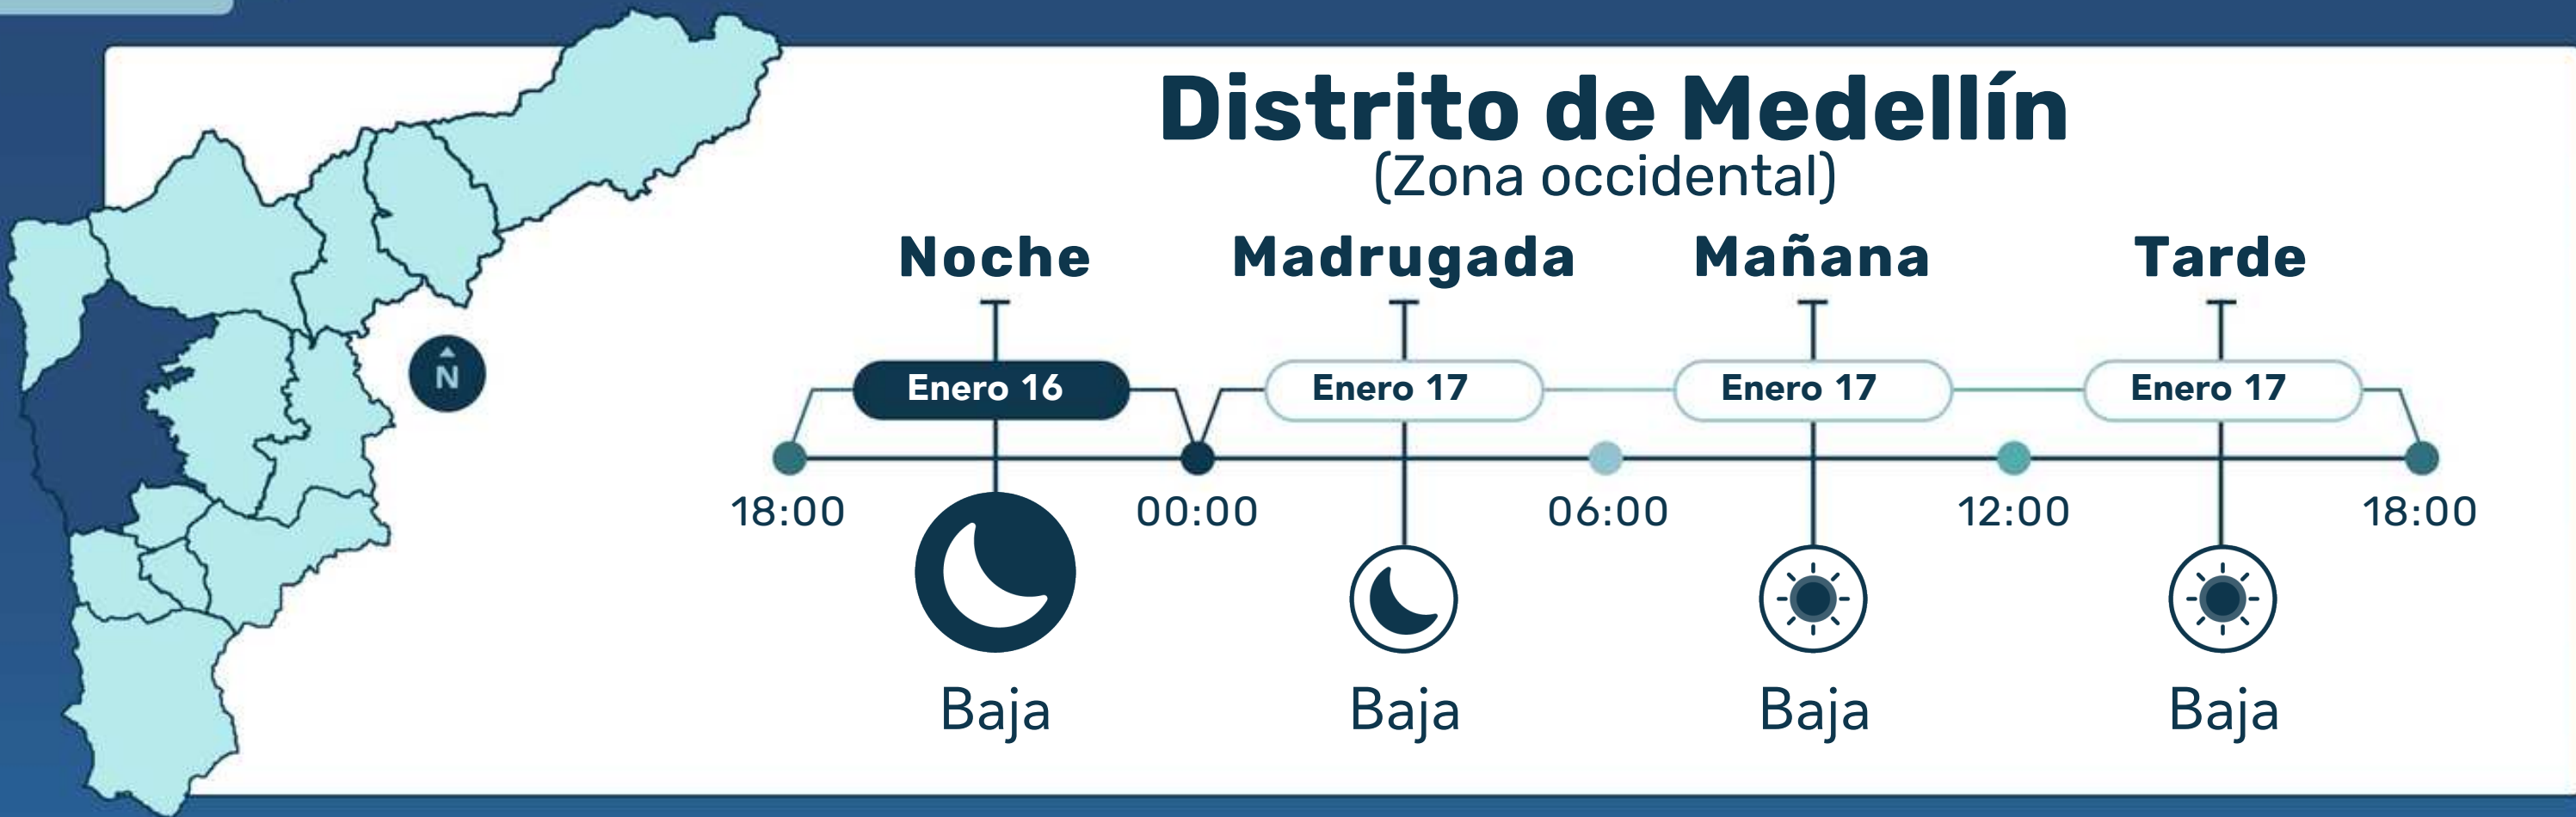 Distrito de Medellín
(Zona occidental)
Noche Madrugada Mañana Tarde
Enero 16 Enero 17 Enero 17 Enero 17
N
18:00 00:00 06:00 12:00 18:00
Baja Baja Baja Baja